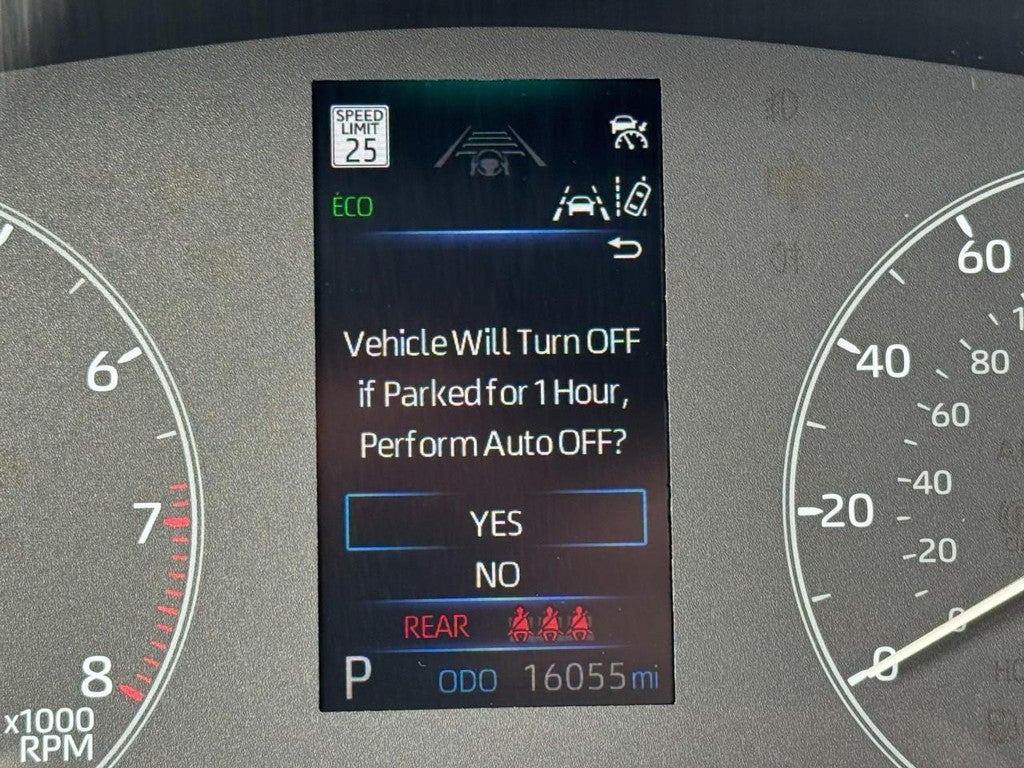 SPEED
LIMIT
25
ECO
Vehicle Will Turn OFF
if Parked for 1 Hour,
Perform Auto OFF?
YES
NO
REAR
P ODO 16055 mi
6
7
8
x1000
RPM
60
40
20
0
80
60
40
20
0